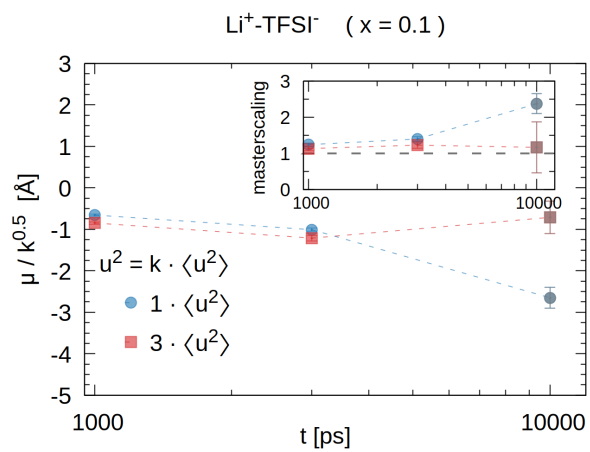 Li⁺-TFSI⁻ ( x = 0.1 )
μ / k^0.5 [Å]
3
2
1
0
-1
-2
-3
-4
-5
1000
10000
t [ps]
u² = k · ⟨u²⟩
1 · ⟨u²⟩
3 · ⟨u²⟩
masterscaling
3
2
1
0
1000
10000